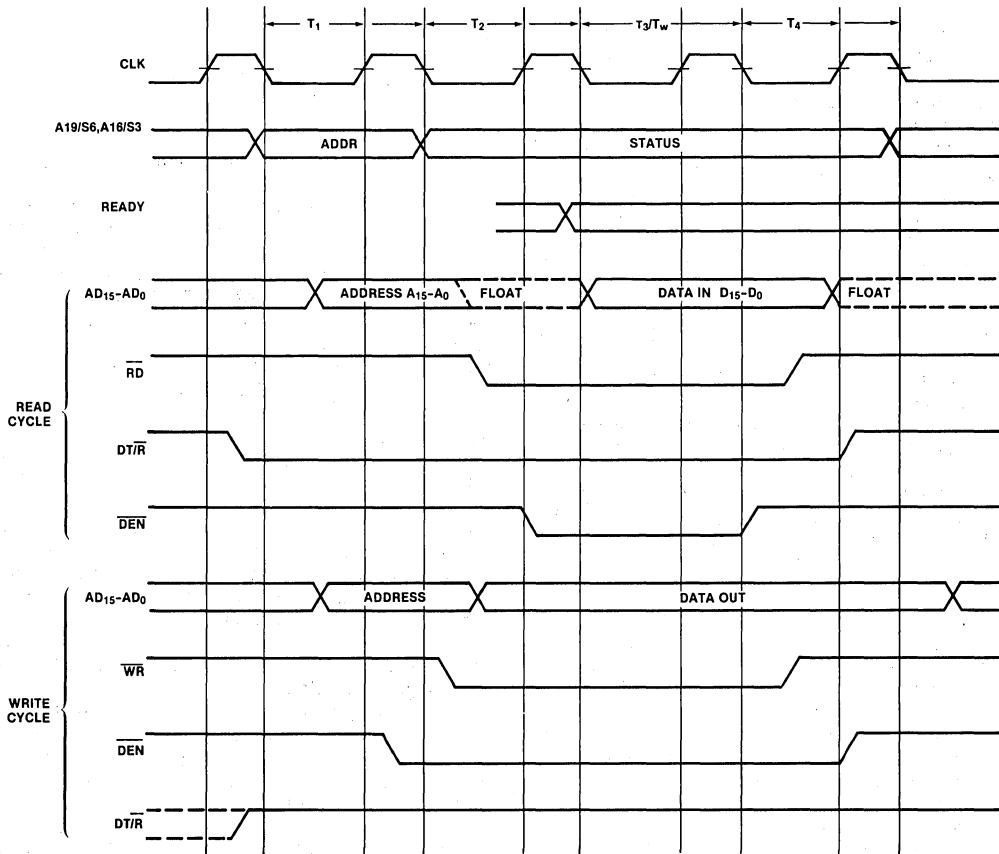 T1 T2 T3/Tw T4
CLK
A19/S6,A16/S3
ADDR STATUS
READY
AD15-AD0 ADDRESS A15-A0 FLOAT DATA IN D15-D0 FLOAT
RD
READ
CYCLE
DT/R
DEN
AD15-AD0 ADDRESS DATA OUT
WR
WRITE
CYCLE
DEN
DT/R